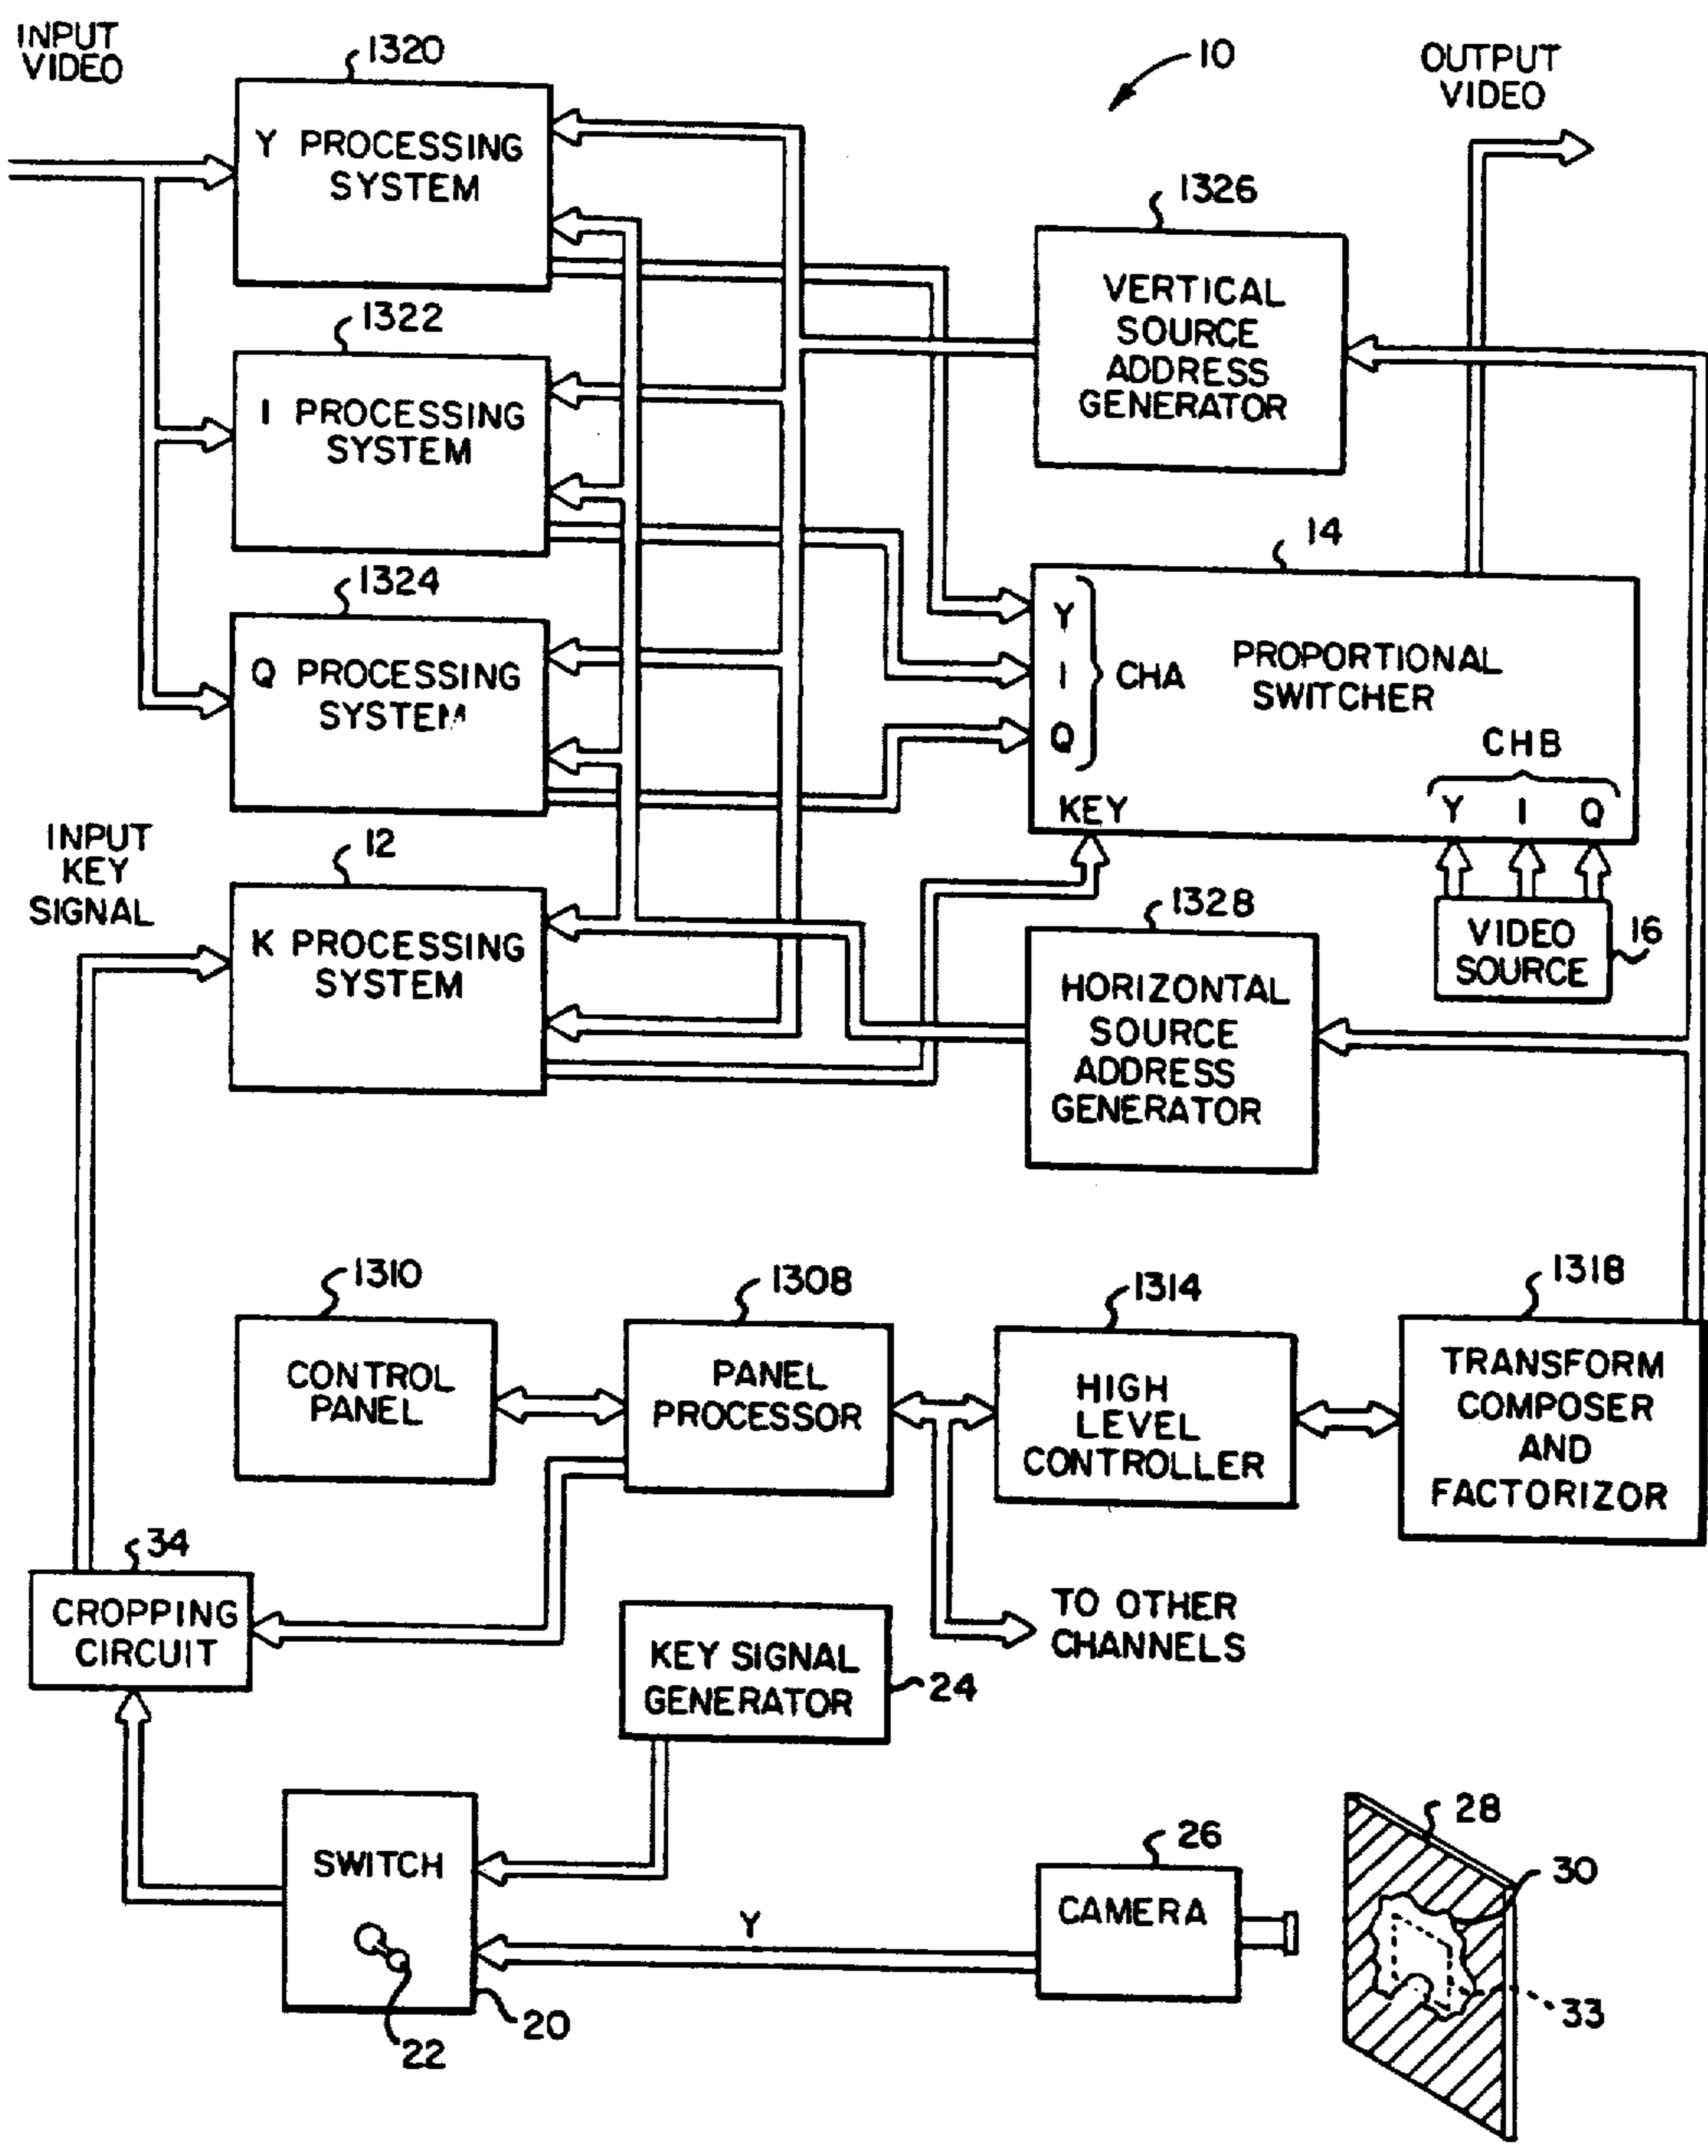 INPUT
VIDEO
1320
10
OUTPUT
VIDEO
Y PROCESSING
SYSTEM
1326
VERTICAL
SOURCE
ADDRESS
GENERATOR
1322
I PROCESSING
SYSTEM
14
1324
Q PROCESSING
SYSTEM
Y
I
Q
CHA
PROPORTIONAL
SWITCHER
CHB
Y I Q
KEY
INPUT
KEY
SIGNAL
12
K PROCESSING
SYSTEM
1328
HORIZONTAL
SOURCE
ADDRESS
GENERATOR
VIDEO
SOURCE
16
1310
CONTROL
PANEL
1308
PANEL
PROCESSOR
1314
HIGH
LEVEL
CONTROLLER
1318
TRANSFORM
COMPOSER
AND
FACTORIZOR
34
CROPPING
CIRCUIT
KEY SIGNAL
GENERATOR
24
TO OTHER
CHANNELS
SWITCH
22
20
Y
26
CAMERA
28
30
33